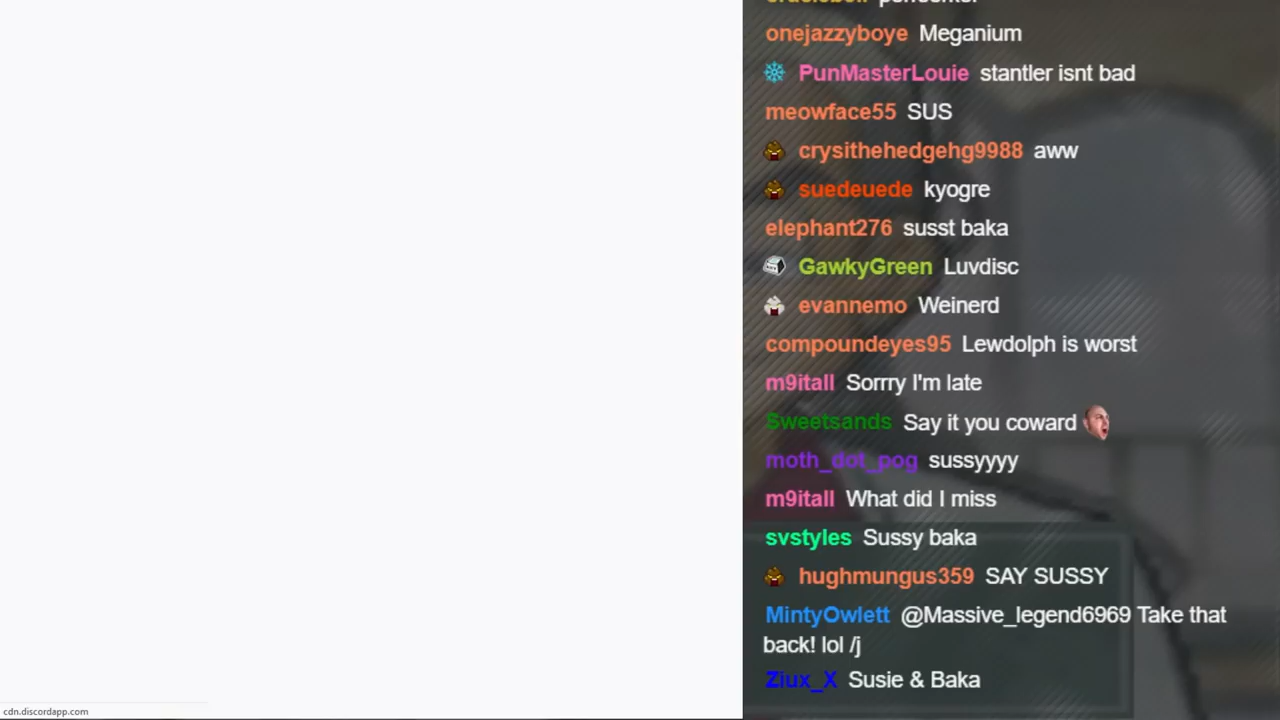 onejazzyboye Meganium
PunMasterLouie stantler isnt bad
meowface55 SUS
crysithehedgehg9988 aww
suedeuede kyogre
elephant276 susst baka
GawkyGreen Luvdisc
evannemo Weinerd
compoundeyes95 Lewdolph is worst
m9itall Sorrry I'm late
Sweetsands Say it you coward
moth_dot_pog sussyyyy
m9itall What did I miss
svstyles Sussy baka
hughmungus359 SAY SUSSY
MintyOwlett @Massive_legend6969 Take that
back! lol /j
Ziux_X Susie & Baka
cdn.discordapp.com